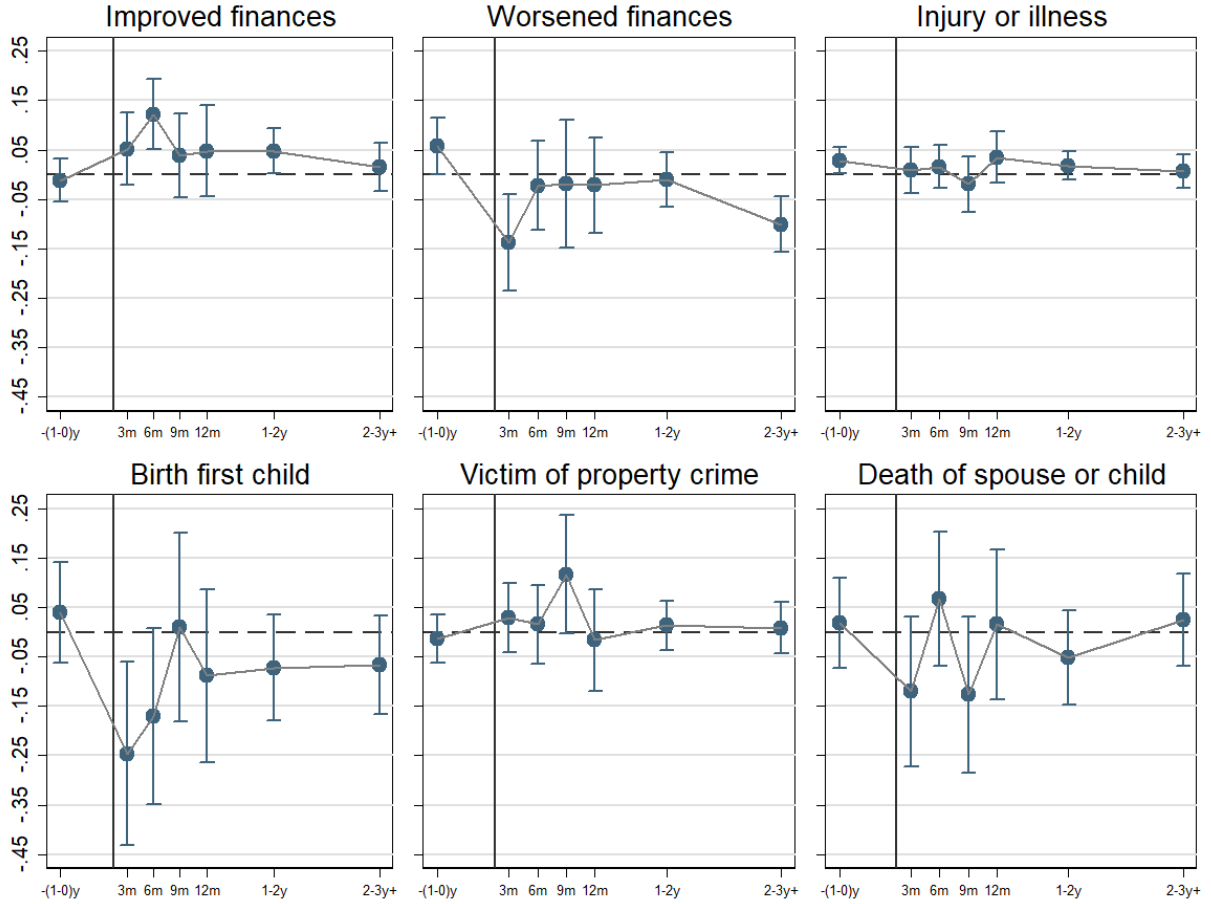 Improved finances
Worsened finances
Injury or illness
.25
.15
.05
-.05
-.15
-.25
-.35
-.45
-(1-0)y 3m 6m 9m 12m 1-2y 2-3y+
-(1-0)y 3m 6m 9m 12m 1-2y 2-3y+
-(1-0)y 3m 6m 9m 12m 1-2y 2-3y+
Birth first child
Victim of property crime
Death of spouse or child
.25
.15
.05
-.05
-.15
-.25
-.35
-.45
-(1-0)y 3m 6m 9m 12m 1-2y 2-3y+
-(1-0)y 3m 6m 9m 12m 1-2y 2-3y+
-(1-0)y 3m 6m 9m 12m 1-2y 2-3y+